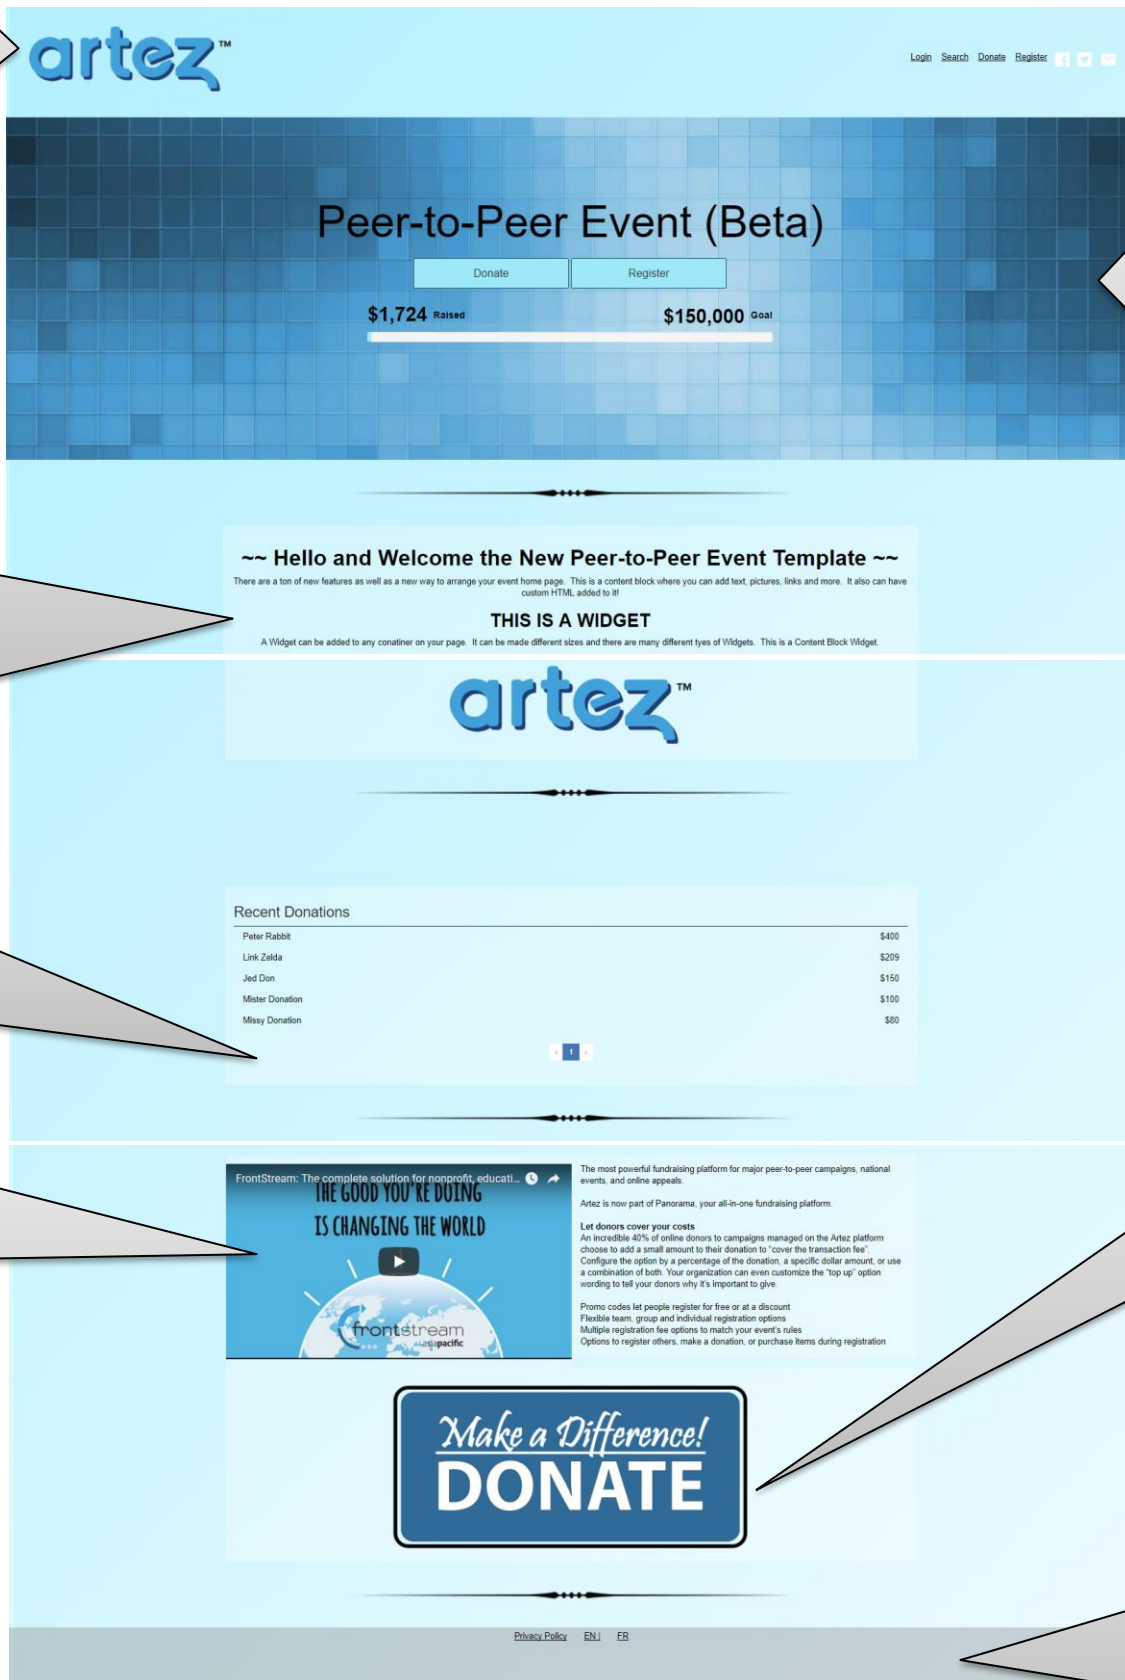 artez™
Login Search Donate Register
Peer-to-Peer Event (Beta)
Donate Register
$1,724 Raised $150,000 Goal
~~ Hello and Welcome the New Peer-to-Peer Event Template ~~
There are a ton of new features as well as a new way to arrange your event home page. This is a content block where you can add text, pictures, links and more. It also can have
custom HTML added to it!
THIS IS A WIDGET
A Widget can be added to any conatiner on your page. It can be made different sizes and there are many different tyes of Widgets. This is a Content Block Widget.
artez™
Recent Donations
Peter Rabbit $400
Link Zelda $209
Jed Don $150
Mister Donation $100
Missy Donation $80
‹ 1 ›
FrontStream: The complete solution for nonprofit, educati...
THE GOOD YOU'RE DOING
IS CHANGING THE WORLD
frontstream
asiapacific
The most powerful fundraising platform for major peer-to-peer campaigns, national
events, and online appeals.
Artez is now part of Panorama, your all-in-one fundraising platform.
Let donors cover your costs
An incredible 40% of online donors to campaigns managed on the Artez platform
choose to add a small amount to their donation to "cover the transaction fee".
Configure the option by a percentage of the donation, a specific dollar amount, or use
a combination of both. Your organization can even customize the "top up" option
wording to tell your donors why it's important to give.
Promo codes let people register for free or at a discount
Flexible team, group and individual registration options
Multiple registration fee options to match your event's rules
Options to register others, make a donation, or purchase items during registration
Make a Difference!
DONATE
Privacy Policy EN | FR